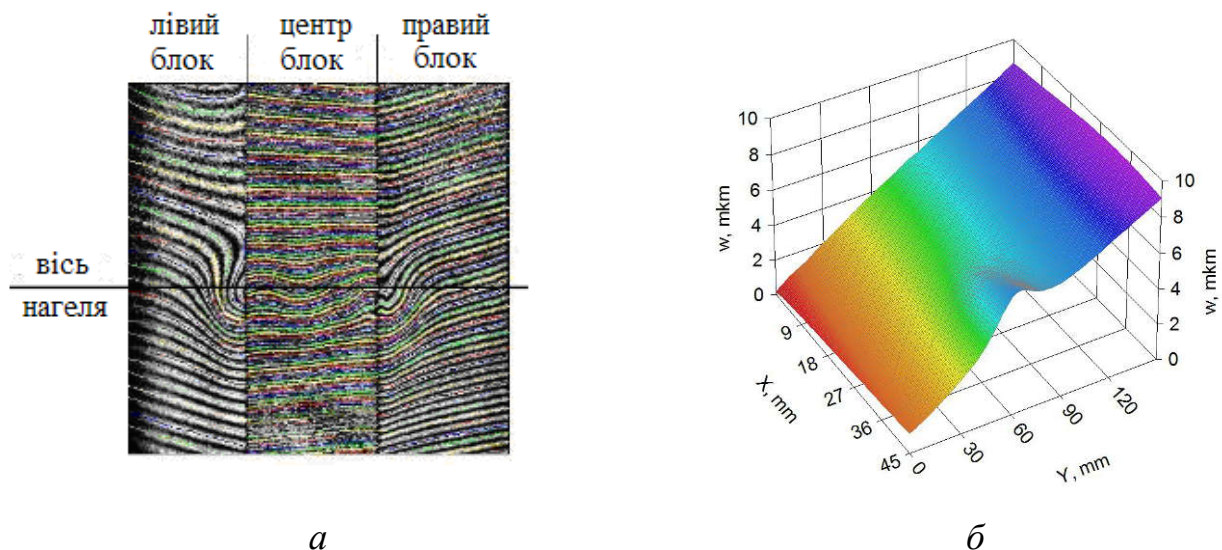 лівий
блок
центр
блок
правий
блок
вісь
нагеля
а
10
8
6
4
2
0
w, mkm
9
18
27
36
45
X, mm
0
30
60
90
120
Y, mm
10
8
6
4
2
0
w, mkm
б